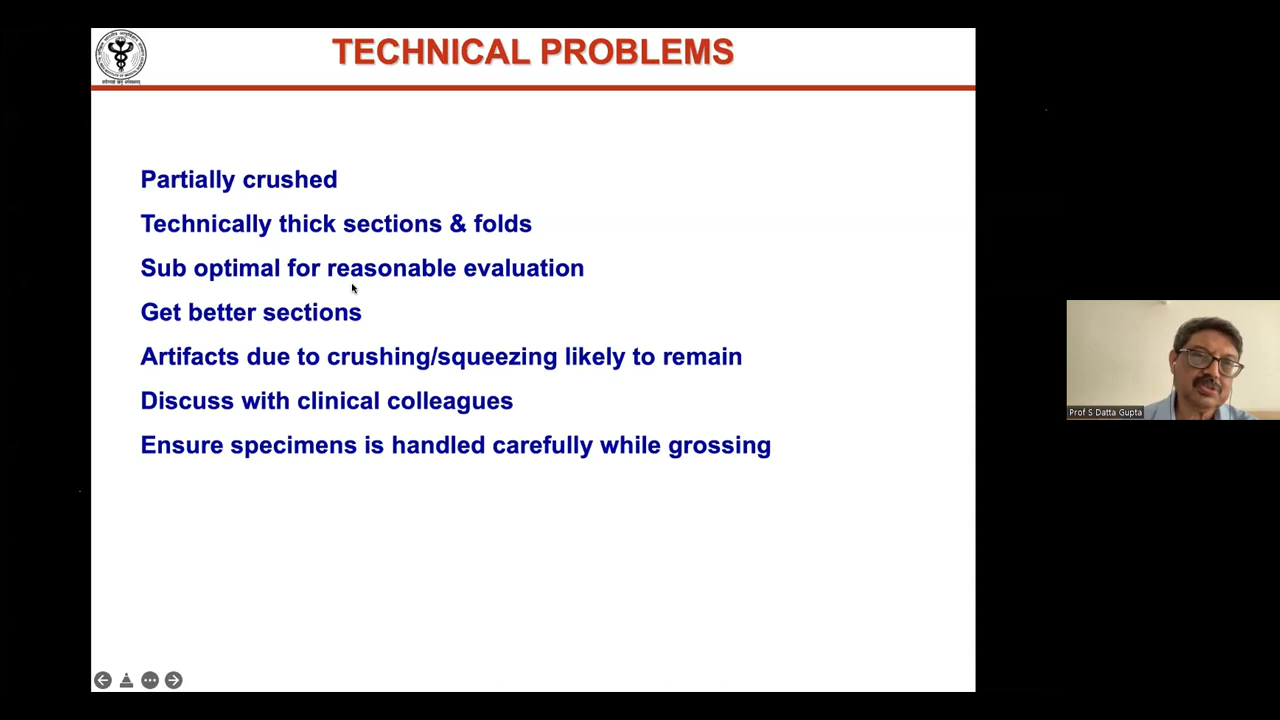 TECHNICAL PROBLEMS
Partially crushed
Technically thick sections & folds
Sub optimal for reasonable evaluation
Get better sections
Artifacts due to crushing/squeezing likely to remain
Discuss with clinical colleagues
Ensure specimens is handled carefully while grossing
Prof S Datta Gupta